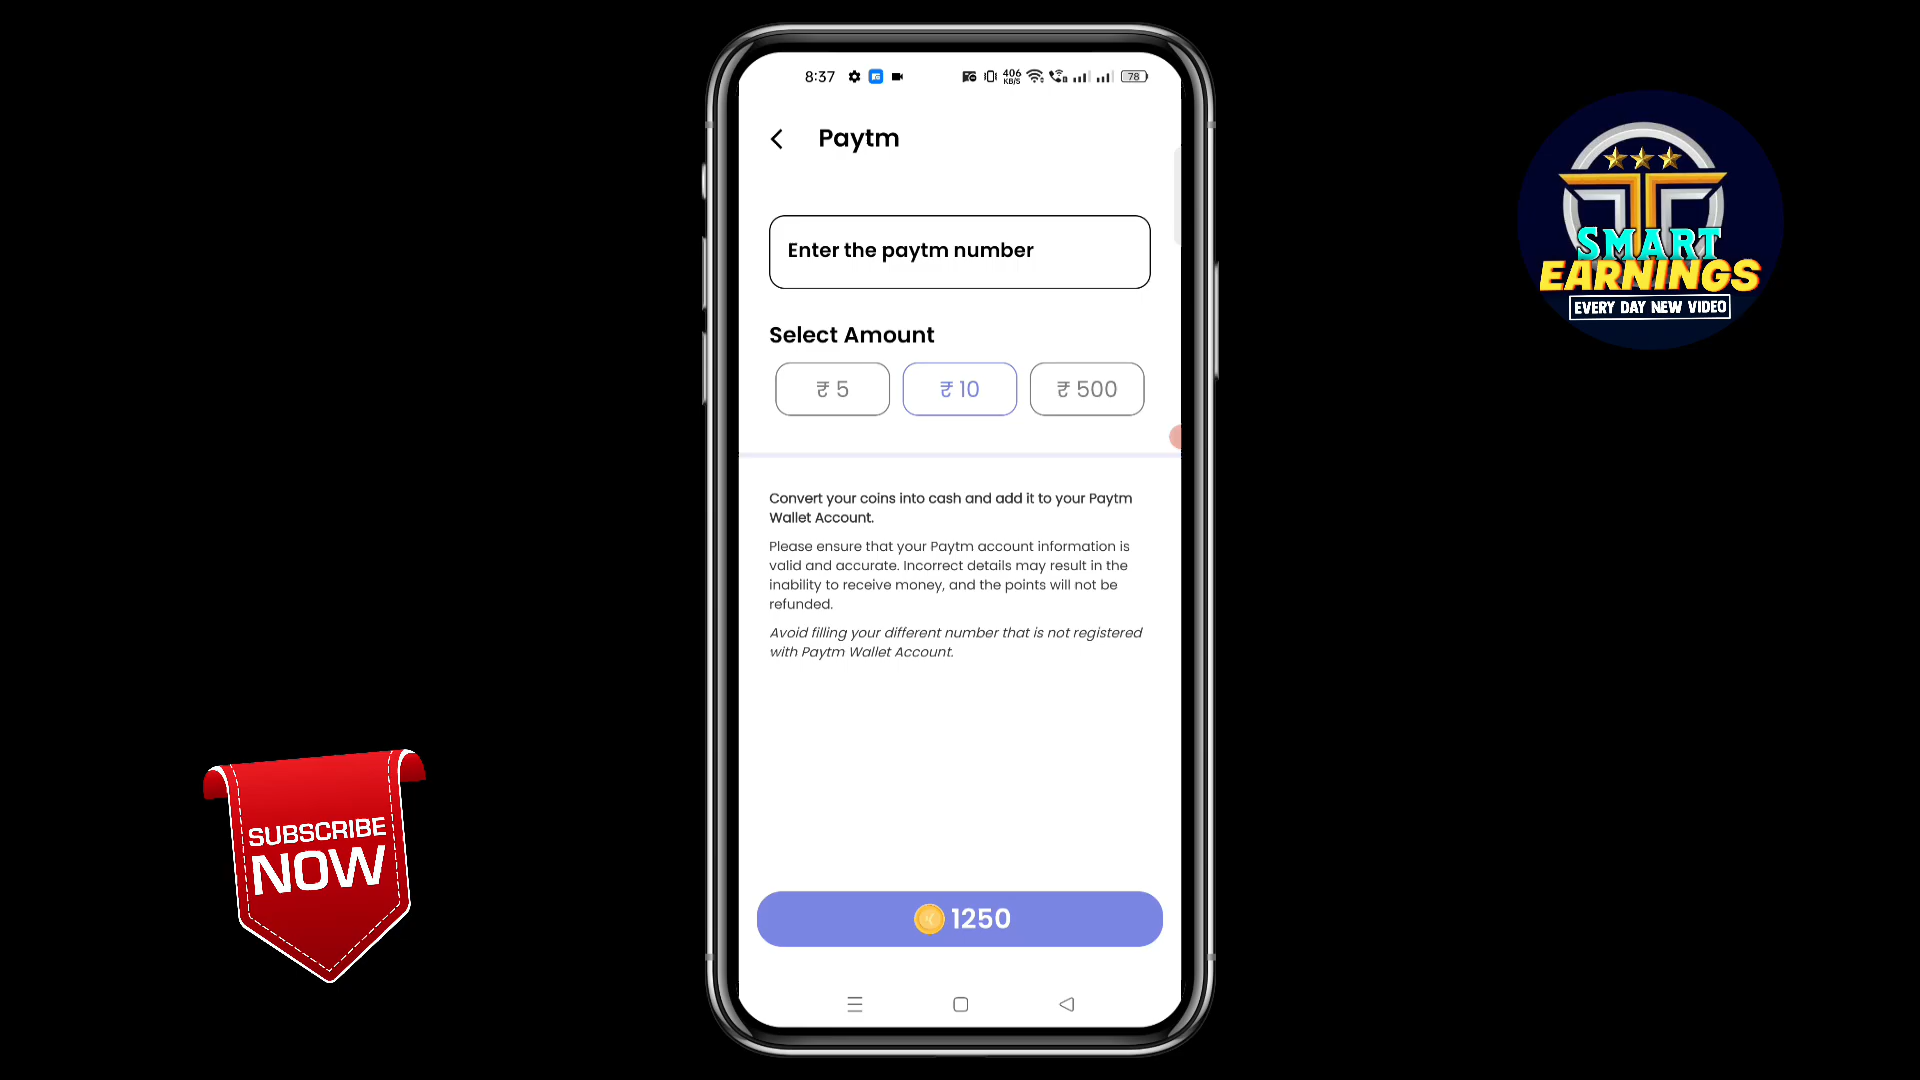 8:37
406
KB/S
78
Paytm
Enter the paytm number
Select Amount
₹ 5
₹ 10
₹ 500
Convert your coins into cash and add it to your Paytm
Wallet Account.
Please ensure that your Paytm account information is
valid and accurate. Incorrect details may result in the
inability to receive money, and the points will not be
refunded.
Avoid filling your different number that is not registered
with Paytm Wallet Account.
1250
SMART
EARNINGS
EVERY DAY NEW VIDEO
SUBSCRIBE
NOW